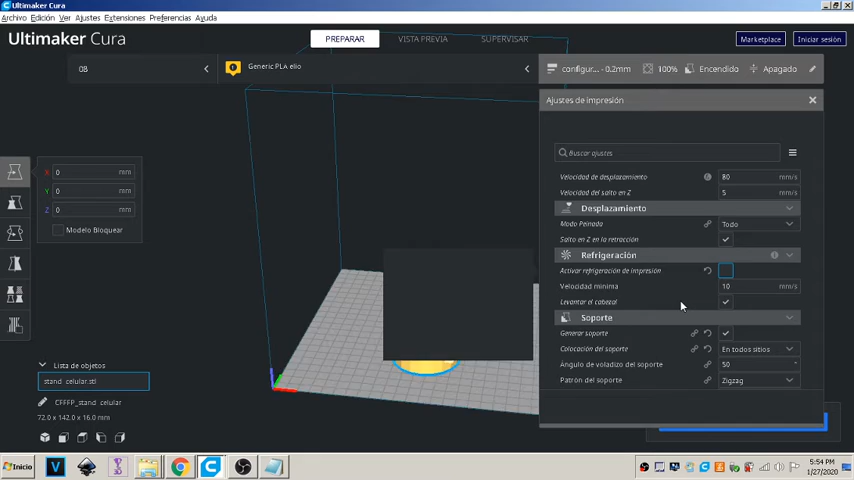 Ultimaker Cura
Archivo Edición Ver Ajustes Extensiones Preferencias Ayuda
Ultimaker Cura
PREPARAR
VISTA PREVIA
SUPERVISAR
Marketplace
Iniciar sesión
08
Generic PLA elio
configur... - 0.2mm
100%
Encendido
Apagado
Ajustes de impresión
Buscar ajustes
X 0 mm
Y 0 mm
Z 0 mm
Modelo Bloquear
Velocidad de desplazamiento 80 mm/s
Velocidad del salto en Z 5 mm/s
Desplazamiento
Modo Peinada Todo
Salto en Z en la retracción
Refrigeración
Activar refrigeración de impresión
Velocidad mínima 10 mm/s
Levantar el cabezal
Soporte
Generar soporte
Colocación del soporte En todos sitios
Ángulo de voladizo del soporte 50 °
Patrón del soporte Zigzag
Lista de objetos
stand celular.stl
CFFFP_stand celular
72.0 x 142.0 x 16.0 mm
Inicio
5:54 PM
1/27/2020